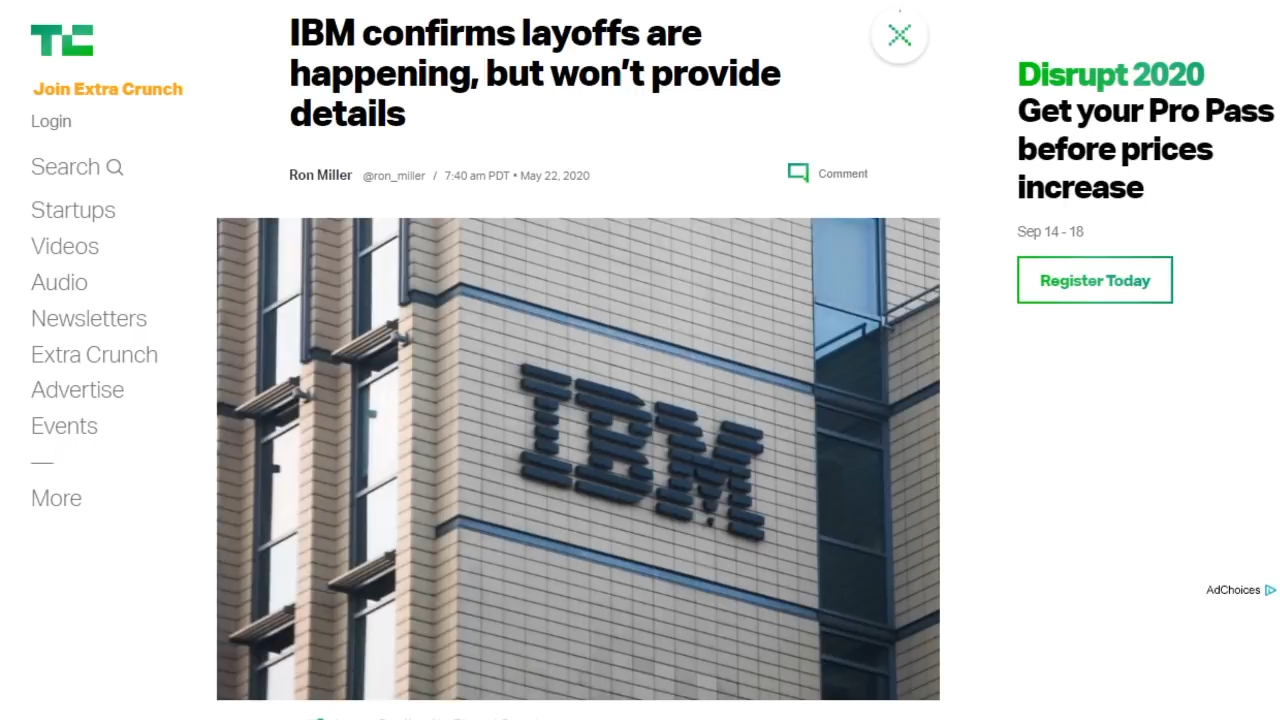 TC
Join Extra Crunch
Login
Search
Startups
Videos
Audio
Newsletters
Extra Crunch
Advertise
Events
—
More
IBM confirms layoffs are
happening, but won’t provide
details
Ron Miller @ron_miller / 7:40 am PDT • May 22, 2020
Comment
IBM
Disrupt 2020
Get your Pro Pass
before prices
increase
Sep 14 - 18
Register Today
AdChoices